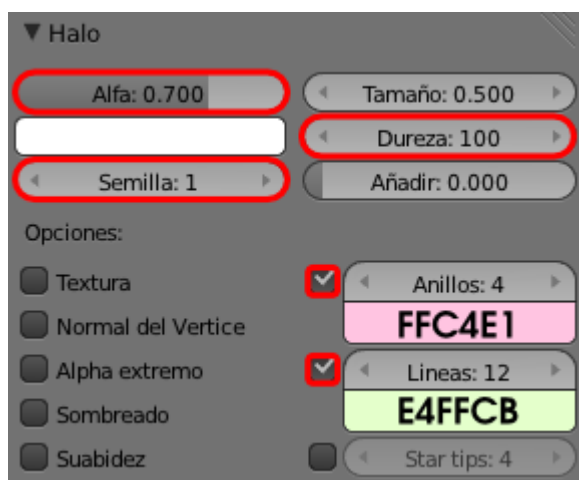 Halo
Alfa: 0.700
Tamaño: 0.500
Dureza: 100
Semilla: 1
Añadir: 0.000
Opciones:
Textura
Anillos: 4
Normal del Vertice
FFC4E1
Alpha extremo
Lineas: 12
Sombreado
E4FFCB
Suabidez
Star tips: 4